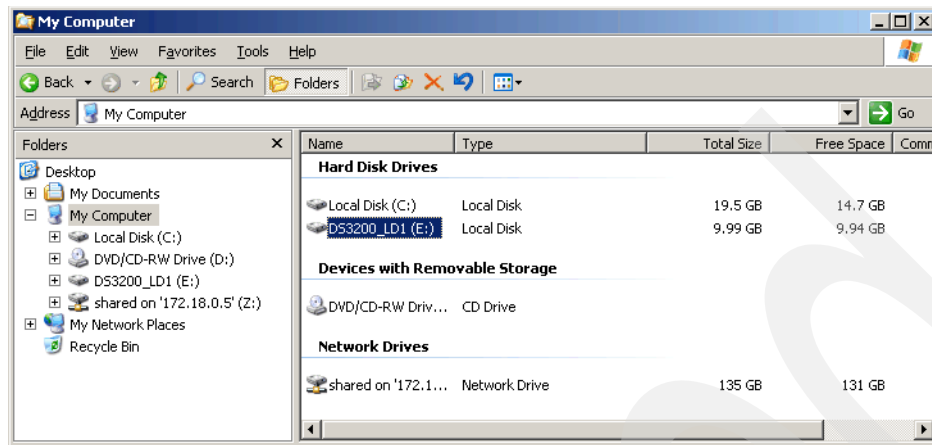 My Computer
File Edit View Favorites Tools Help
Back Search Folders
Address My Computer Go
Folders
Desktop
My Documents
My Computer
Local Disk (C:)
DVD/CD-RW Drive (D:)
DS3200_LD1 (E:)
shared on '172.18.0.5' (Z:)
My Network Places
Recycle Bin
Name Type Total Size Free Space Comm
Hard Disk Drives
Local Disk (C:) Local Disk 19.5 GB 14.7 GB
DS3200_LD1 (E:) Local Disk 9.99 GB 9.94 GB
Devices with Removable Storage
DVD/CD-RW Driv... CD Drive
Network Drives
shared on '172.1... Network Drive 135 GB 131 GB